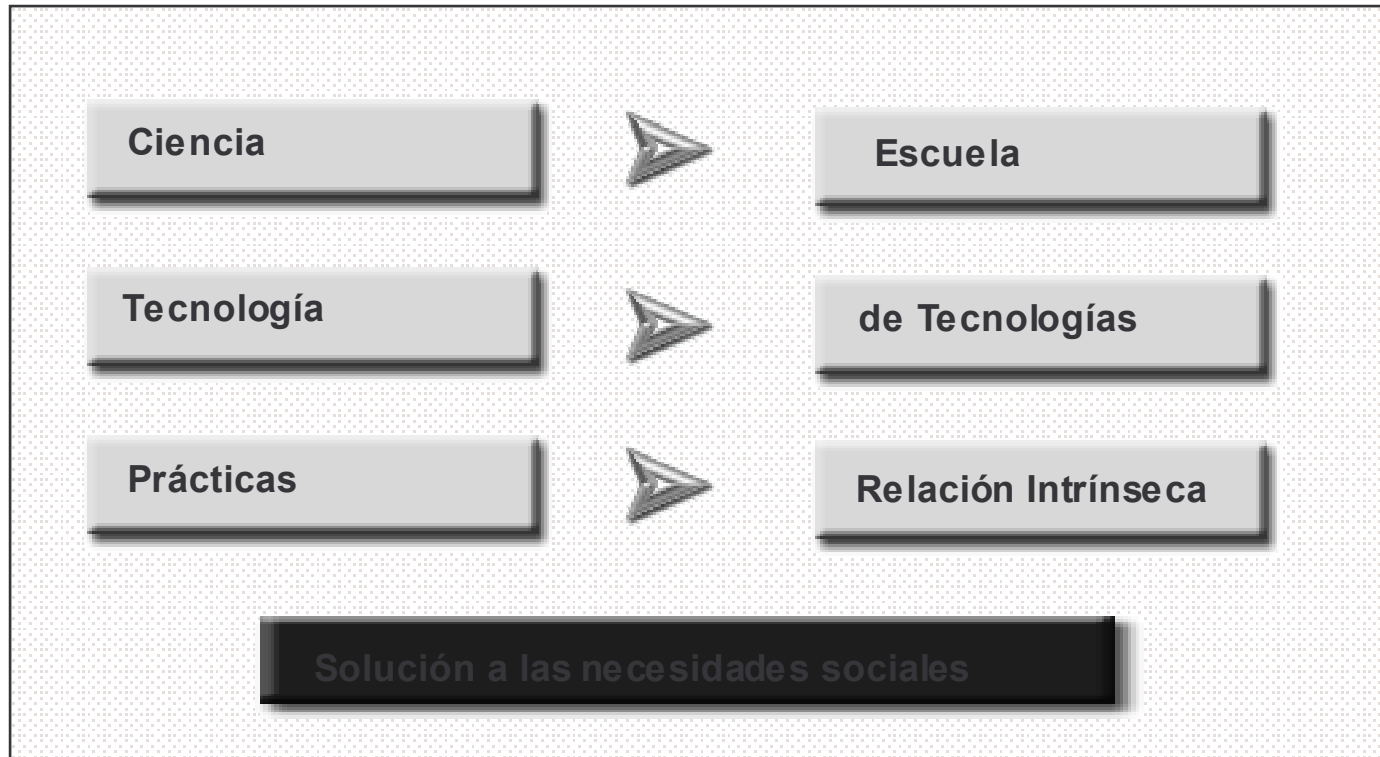 Ciencia
Escuela
Tecnología
de Tecnologías
Prácticas
Relación Intrínseca
Solución a las necesidades sociales